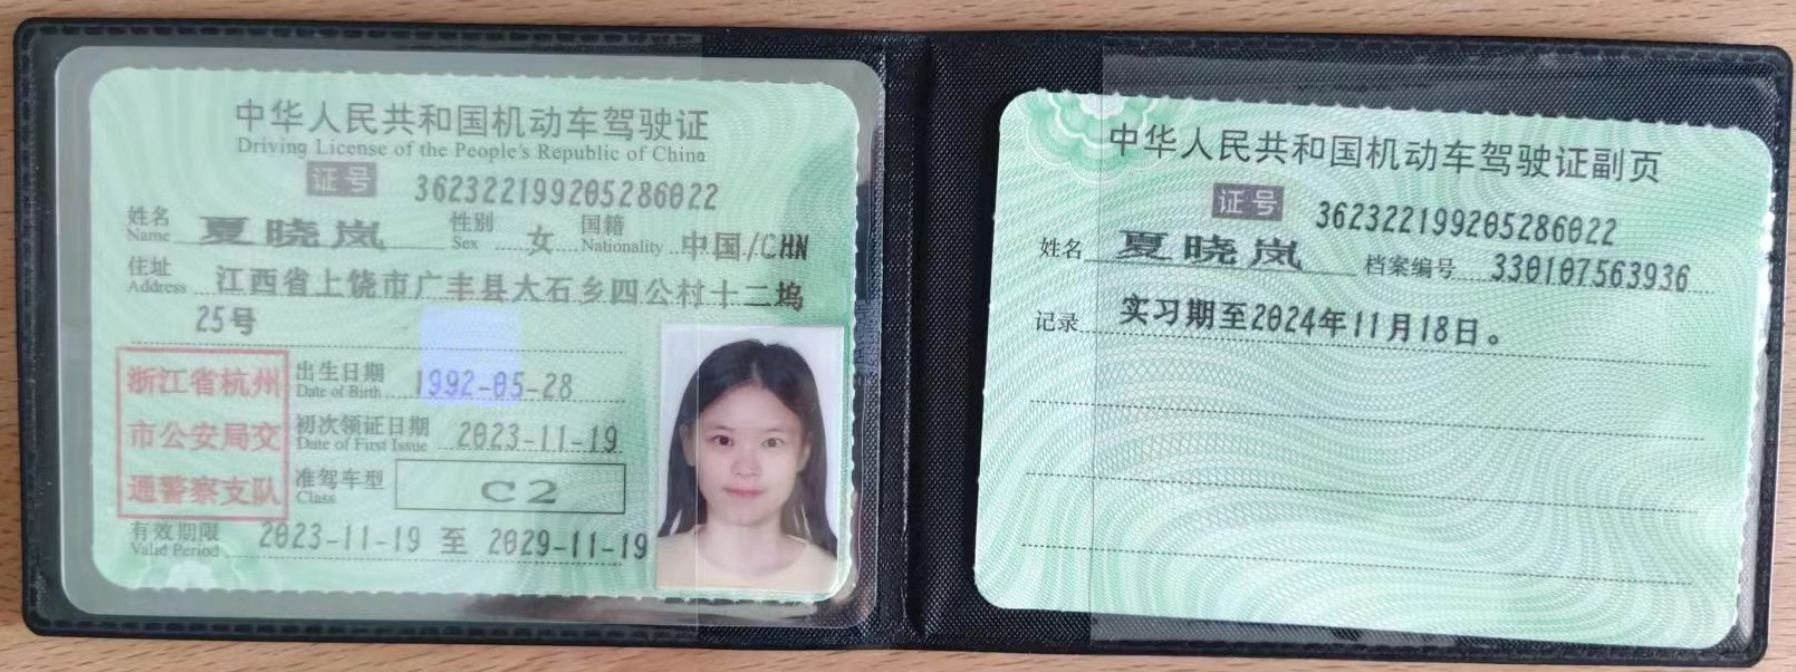 中华人民共和国机动车驾驶证
Driving License of the People's Republic of China
证号 362322199205286022
姓名 Name 夏晓岚 性别 Sex 女 国籍 Nationality 中国/CHN
住址 Address 江西省上饶市广丰县大石乡四公村十二坞
25号
浙江省杭州
市公安局交
通警察支队
出生日期 Date of Birth 1992-05-28
初次领证日期 Date of First Issue 2023-11-19
准驾车型 Class C2
有效期限 Valid Period 2023-11-19 至 2029-11-19
中华人民共和国机动车驾驶证副页
证号 362322199205286022
姓名 夏晓岚 档案编号 330107563936
记录 实习期至2024年11月18日。